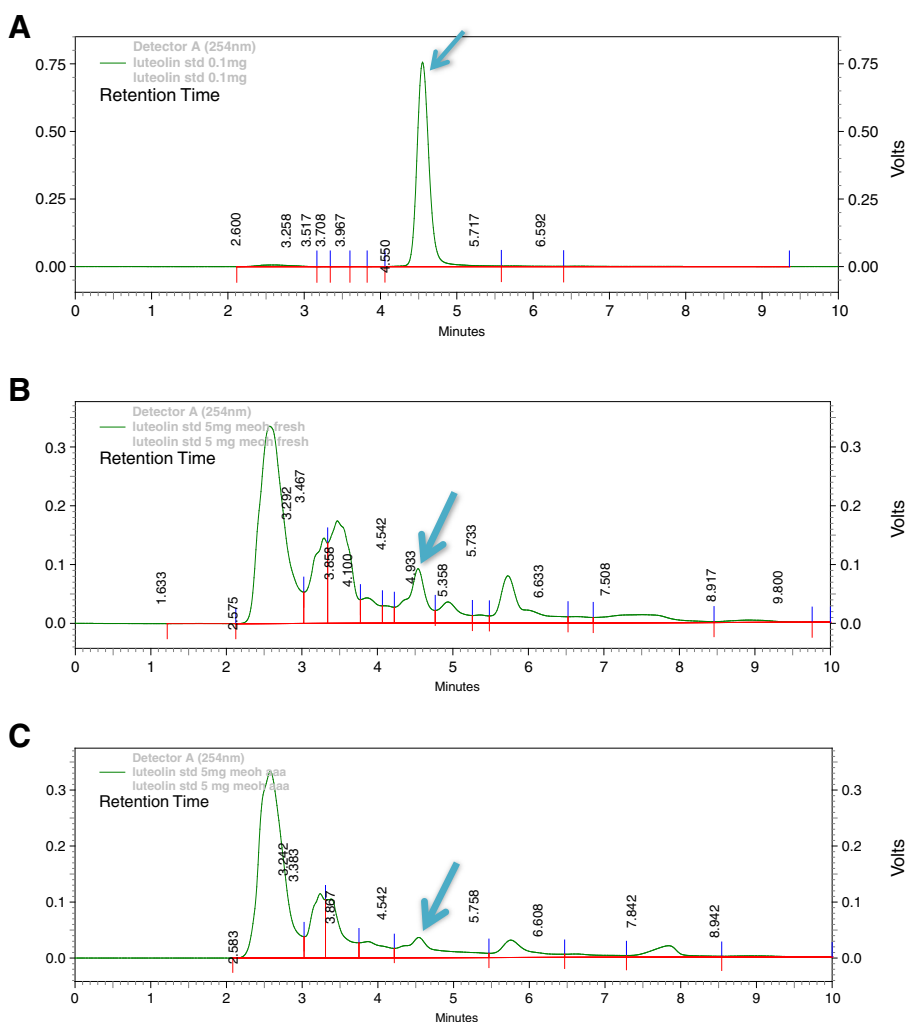 A
Detector A (254nm)
luteolin std 0.1mg
luteolin std 0.1mg
Retention Time
0.75
0.50
0.25
0.00
0.75
0.50
0.25
0.00
Volts
2.600
3.258
3.517
3.708
3.967
4.550
5.717
6.592
0 1 2 3 4 5 6 7 8 9 10
Minutes
B
Detector A (254nm)
luteolin std 5mg meoh fresh
luteolin std 5 mg meoh fresh
Retention Time
0.3
0.2
0.1
0.0
0.3
0.2
0.1
0.0
Volts
1.633
2.575
3.292
3.467
3.858
4.100
4.542
4.933
5.358
5.733
6.633
7.508
8.917
9.800
0 1 2 3 4 5 6 7 8 9 10
Minutes
C
Detector A (254nm)
luteolin std 5mg meoh aaa
luteolin std 5 mg meoh aaa
Retention Time
0.3
0.2
0.1
0.0
0.3
0.2
0.1
0.0
Volts
2.583
3.242
3.383
3.867
4.542
5.758
6.608
7.842
8.942
0 1 2 3 4 5 6 7 8 9 10
Minutes